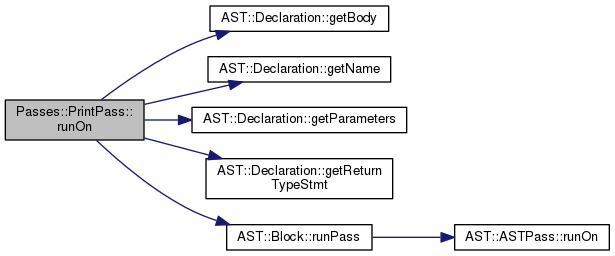 AST::Declaration::getBody
AST::Declaration::getName
Passes::PrintPass::
runOn
AST::Declaration::getParameters
AST::Declaration::getReturn
TypeStmt
AST::Block::runPass
AST::ASTPass::runOn